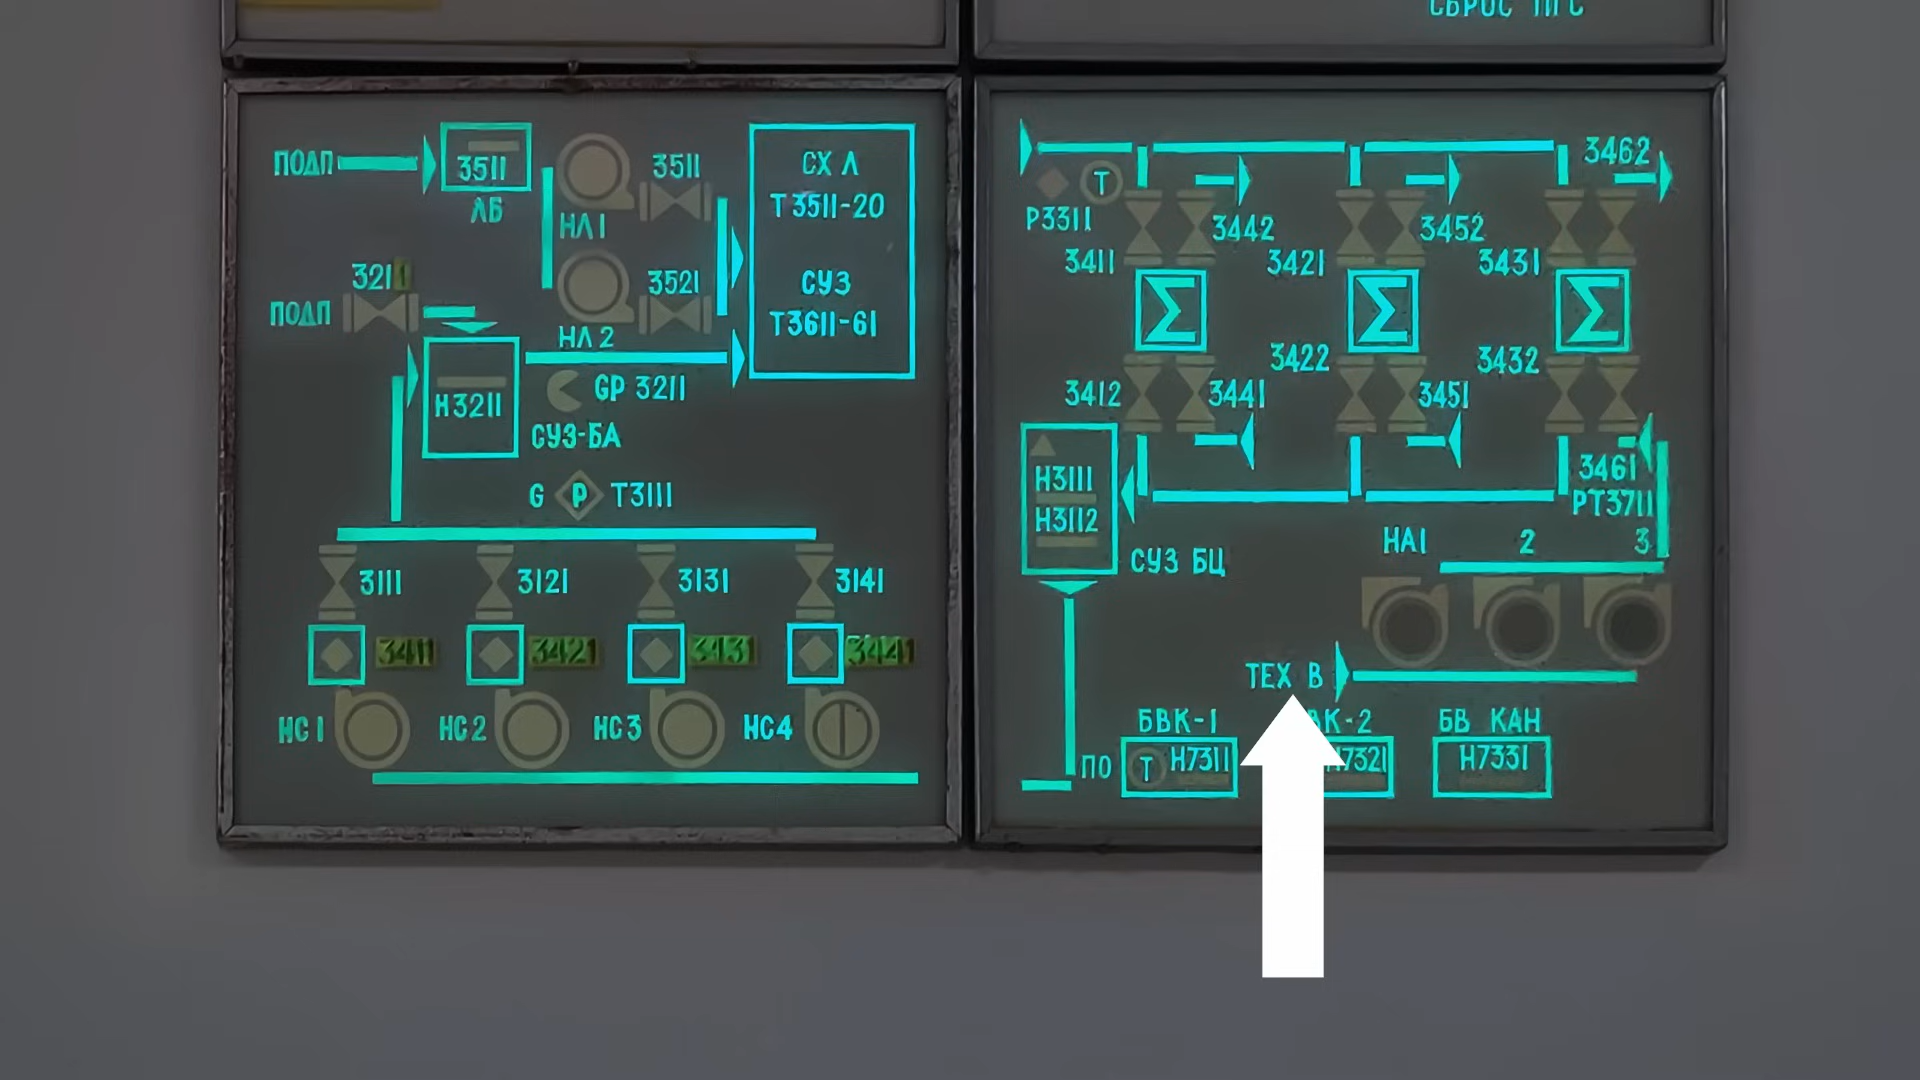 СБРОС ПГС
ПОДП
3511
ЛБ
НЛ1
3511
СХ Л
Т3511-20
СУЗ
Т3611-61
3211
ПОДП
3521
НЛ2
Н3211
GP 3211
СУЗ-БА
G P Т3111
3111
3121
3131
3141
3411
3421
3431
3441
НС1
НС2
НС3
НС4
3462
Т
Р3311
3442
3452
3411
3421
3431
Σ
Σ
Σ
3422
3432
3412
3441
3451
3461
РТ3711
Н3111
Н3112
СУЗ БЦ
НА1 2 3
ТЕХ В
БВК-1
К-2
БВ КАН
ПО
Т Н7311
Н7321
Н7331